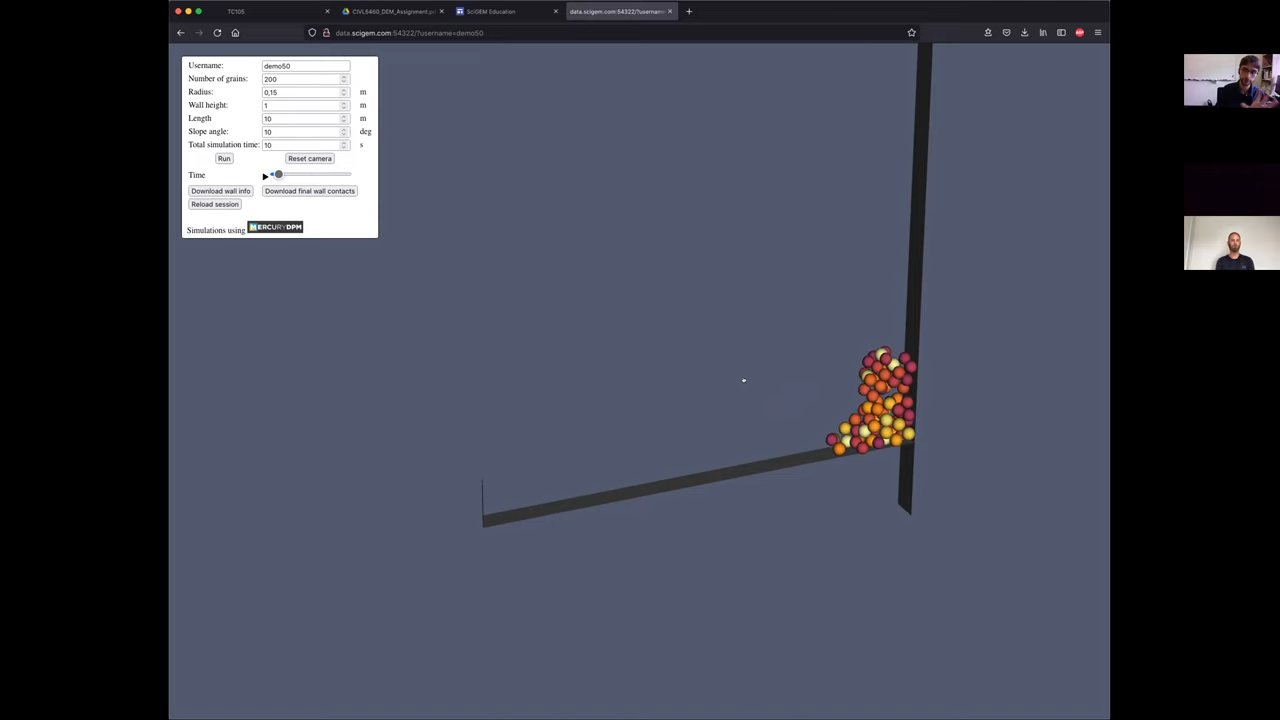 TC105
CIVL5460_DEM_Assignment.p
SciGEM Education
data.scigem.com:54322/?username
data.scigem.com:54322/?username=demo50
Username: demo50
Number of grains: 200
Radius: 0,15 m
Wall height: 1 m
Length 10 m
Slope angle: 10 deg
Total simulation time: 10 s
Run Reset camera
Time
Download wall info Download final wall contacts
Reload session
Simulations using MERCURYDPM